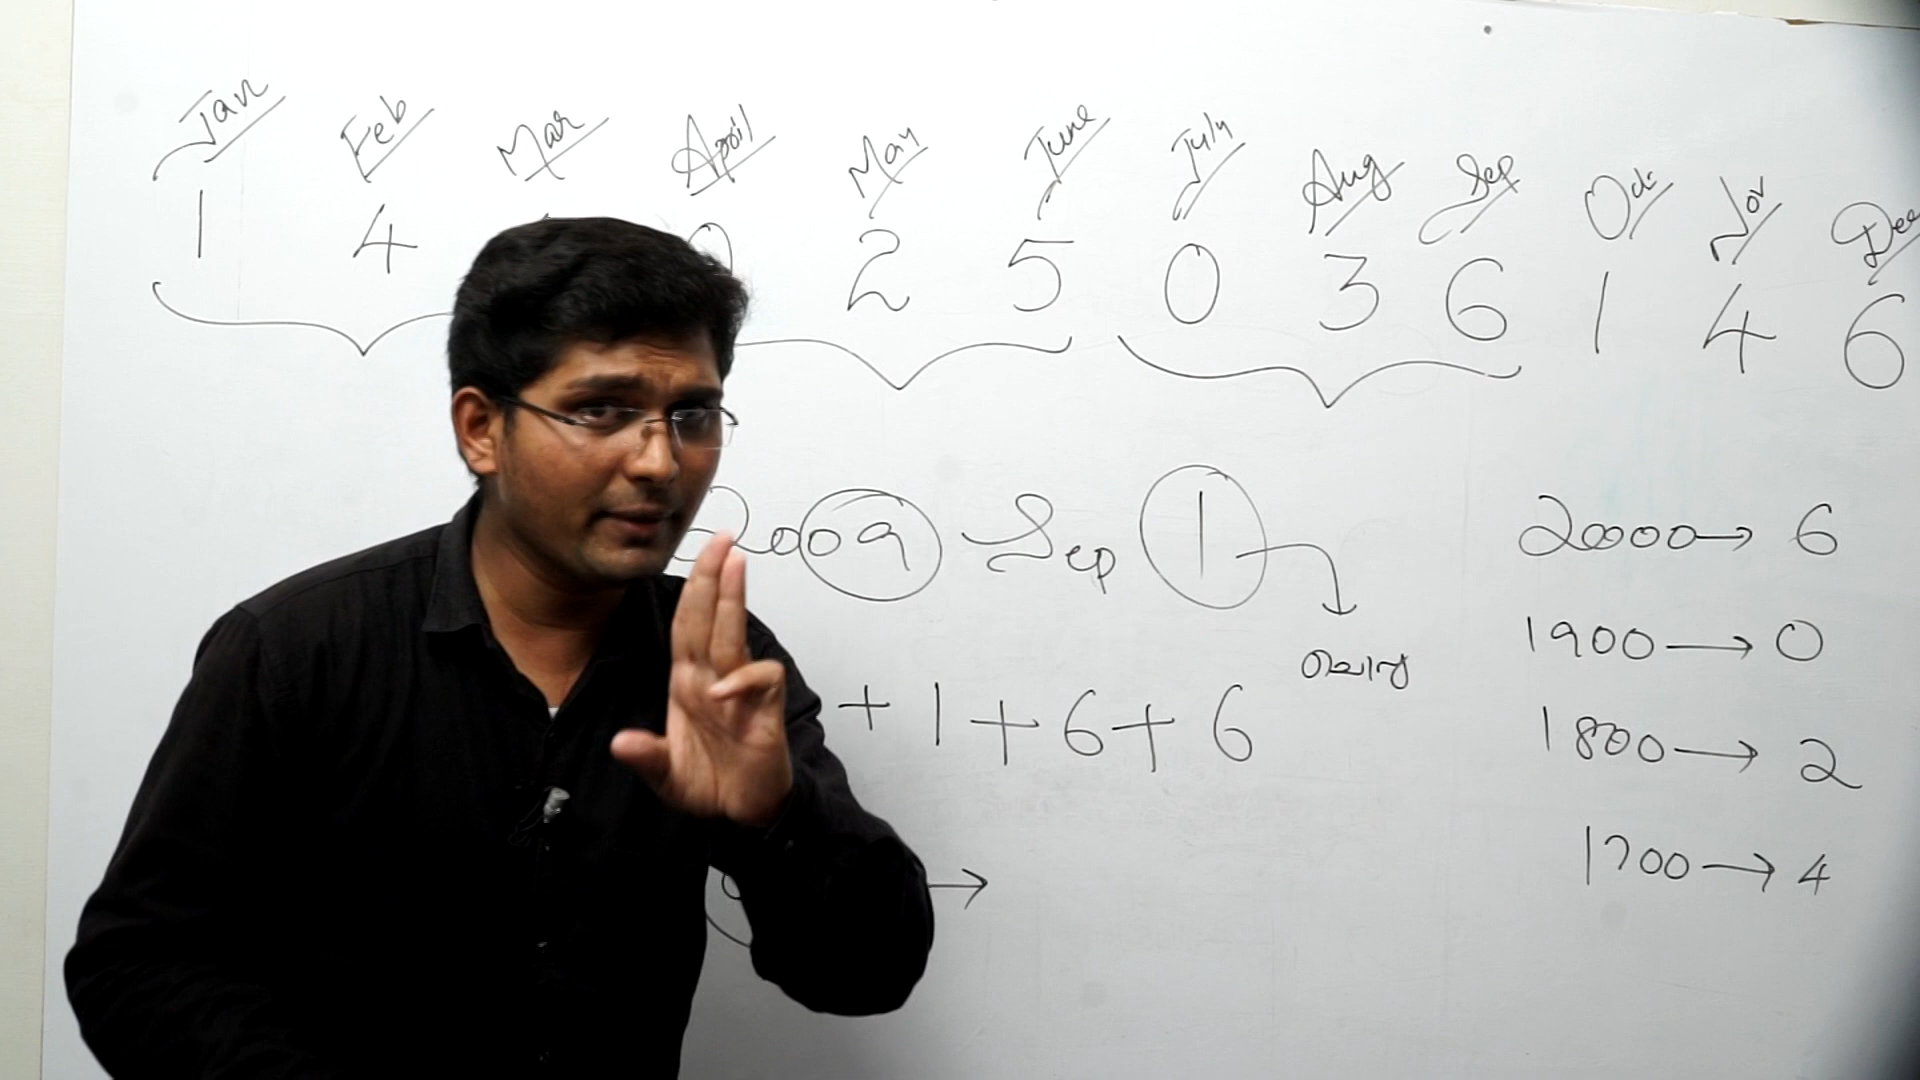 Jan Feb Mar April May June July Aug Sep Oct Nov Dec
1 4 0 2 5 0 3 6 1 4 6
2009 Sep 1
+ 1 + 6 + 6
→
2000 → 6
1900 → 0
1800 → 2
1700 → 4